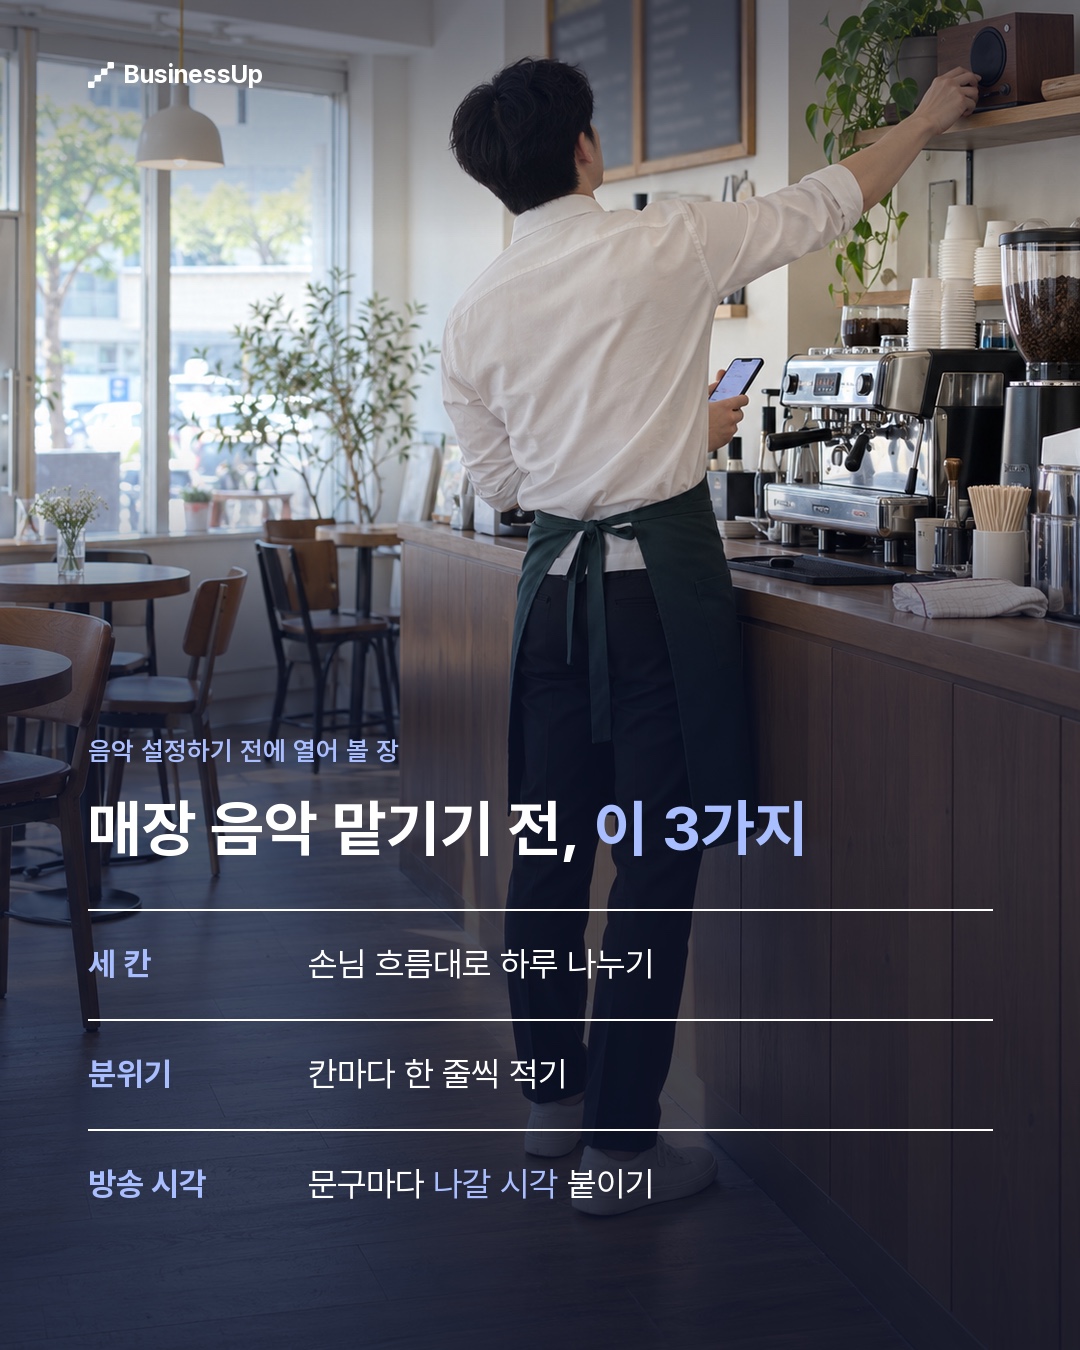 BusinessUp
음악 설정하기 전에 열어 볼 장
매장 음악 맡기기 전, 이 3가지
세 칸 손님 흐름대로 하루 나누기
분위기 칸마다 한 줄씩 적기
방송 시각 문구마다 나갈 시각 붙이기